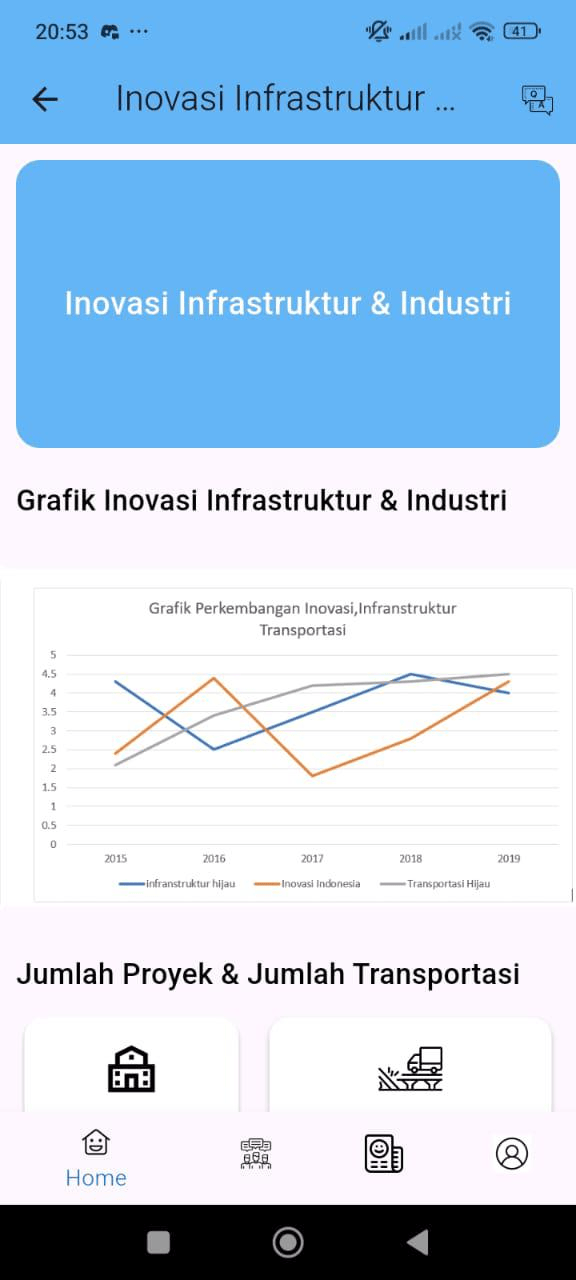 20:53 ...
41
Inovasi Infrastruktur ...
Q
A
Inovasi Infrastruktur & Industri
Grafik Inovasi Infrastruktur & Industri
Grafik Perkembangan Inovasi,Infranstruktur
Transportasi
5
4.5
4
3.5
3
2.5
2
1.5
1
0.5
0
2015 2016 2017 2018 2019
infranstruktur hijau Inovasi Indonesia Transportasi Hijau
Jumlah Proyek & Jumlah Transportasi
Home